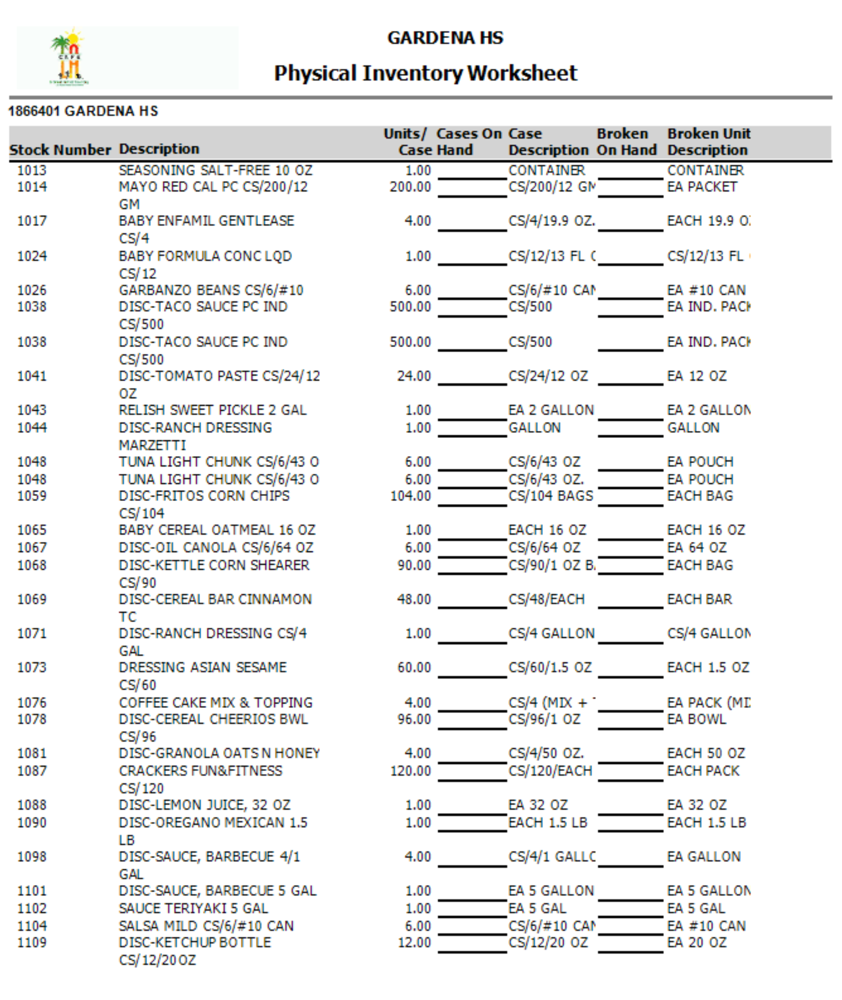 CAFE
LA
GARDENA HS
Physical Inventory Worksheet
1866401 GARDENA HS
Stock Number Description Units/ Case Cases On Hand Case Description Broken On Hand Broken Unit Description
1013 SEASONING SALT-FREE 10 OZ 1.00 CONTAINER CONTAINER
1014 MAYO RED CAL PC CS/200/12 200.00 CS/200/12 GM EA PACKET
GM
1017 BABY ENFAMIL GENTLEASE 4.00 CS/4/19.9 OZ. EACH 19.9 OZ
CS/4
1024 BABY FORMULA CONC LQD 1.00 CS/12/13 FL CS/12/13 FL
CS/12
1026 GARBANZO BEANS CS/6/#10 6.00 CS/6/#10 CAN EA #10 CAN
1038 DISC-TACO SAUCE PC IND 500.00 CS/500 EA IND. PACK
CS/500
1038 DISC-TACO SAUCE PC IND 500.00 CS/500 EA IND. PACK
CS/500
1041 DISC-TOMATO PASTE CS/24/12 24.00 CS/24/12 OZ EA 12 OZ
OZ
1043 RELISH SWEET PICKLE 2 GAL 1.00 EA 2 GALLON EA 2 GALLON
1044 DISC-RANCH DRESSING 1.00 GALLON GALLON
MARZETTI
1048 TUNA LIGHT CHUNK CS/6/43 O 6.00 CS/6/43 OZ EA POUCH
1048 TUNA LIGHT CHUNK CS/6/43 O 6.00 CS/6/43 OZ. EA POUCH
1059 DISC-FRITOS CORN CHIPS 104.00 CS/104 BAGS EACH BAG
CS/104
1065 BABY CEREAL OATMEAL 16 OZ 1.00 EACH 16 OZ EACH 16 OZ
1067 DISC-OIL CANOLA CS/6/64 OZ 6.00 CS/6/64 OZ EA 64 OZ
1068 DISC-KETTLE CORN SHEARER 90.00 CS/90/1 OZ B EACH BAG
CS/90
1069 DISC-CEREAL BAR CINNAMON 48.00 CS/48/EACH EACH BAR
TC
1071 DISC-RANCH DRESSING CS/4 1.00 CS/4 GALLON CS/4 GALLON
GAL
1073 DRESSING ASIAN SESAME 60.00 CS/60/1.5 OZ EACH 1.5 OZ
CS/60
1076 COFFEE CAKE MIX & TOPPING 4.00 CS/4 (MIX + EA PACK (MI
1078 DISC-CEREAL CHEERIOS BWL 96.00 CS/96/1 OZ EA BOWL
CS/96
1081 DISC-GRANOLA OATS N HONEY 4.00 CS/4/50 OZ. EACH 50 OZ
1087 CRACKERS FUN&FITNESS 120.00 CS/120/EACH EACH PACK
CS/120
1088 DISC-LEMON JUICE, 32 OZ 1.00 EA 32 OZ EA 32 OZ
1090 DISC-OREGANO MEXICAN 1.5 1.00 EACH 1.5 LB EACH 1.5 LB
LB
1098 DISC-SAUCE, BARBECUE 4/1 4.00 CS/4/1 GALLO EA GALLON
GAL
1101 DISC-SAUCE, BARBECUE 5 GAL 1.00 EA 5 GALLON EA 5 GALLON
1102 SAUCE TERIYAKI 5 GAL 1.00 EA 5 GAL EA 5 GAL
1104 SALSA MILD CS/6/#10 CAN 6.00 CS/6/#10 CAN EA #10 CAN
1109 DISC-KETCHUP BOTTLE 12.00 CS/12/20 OZ EA 20 OZ
CS/12/20 OZ